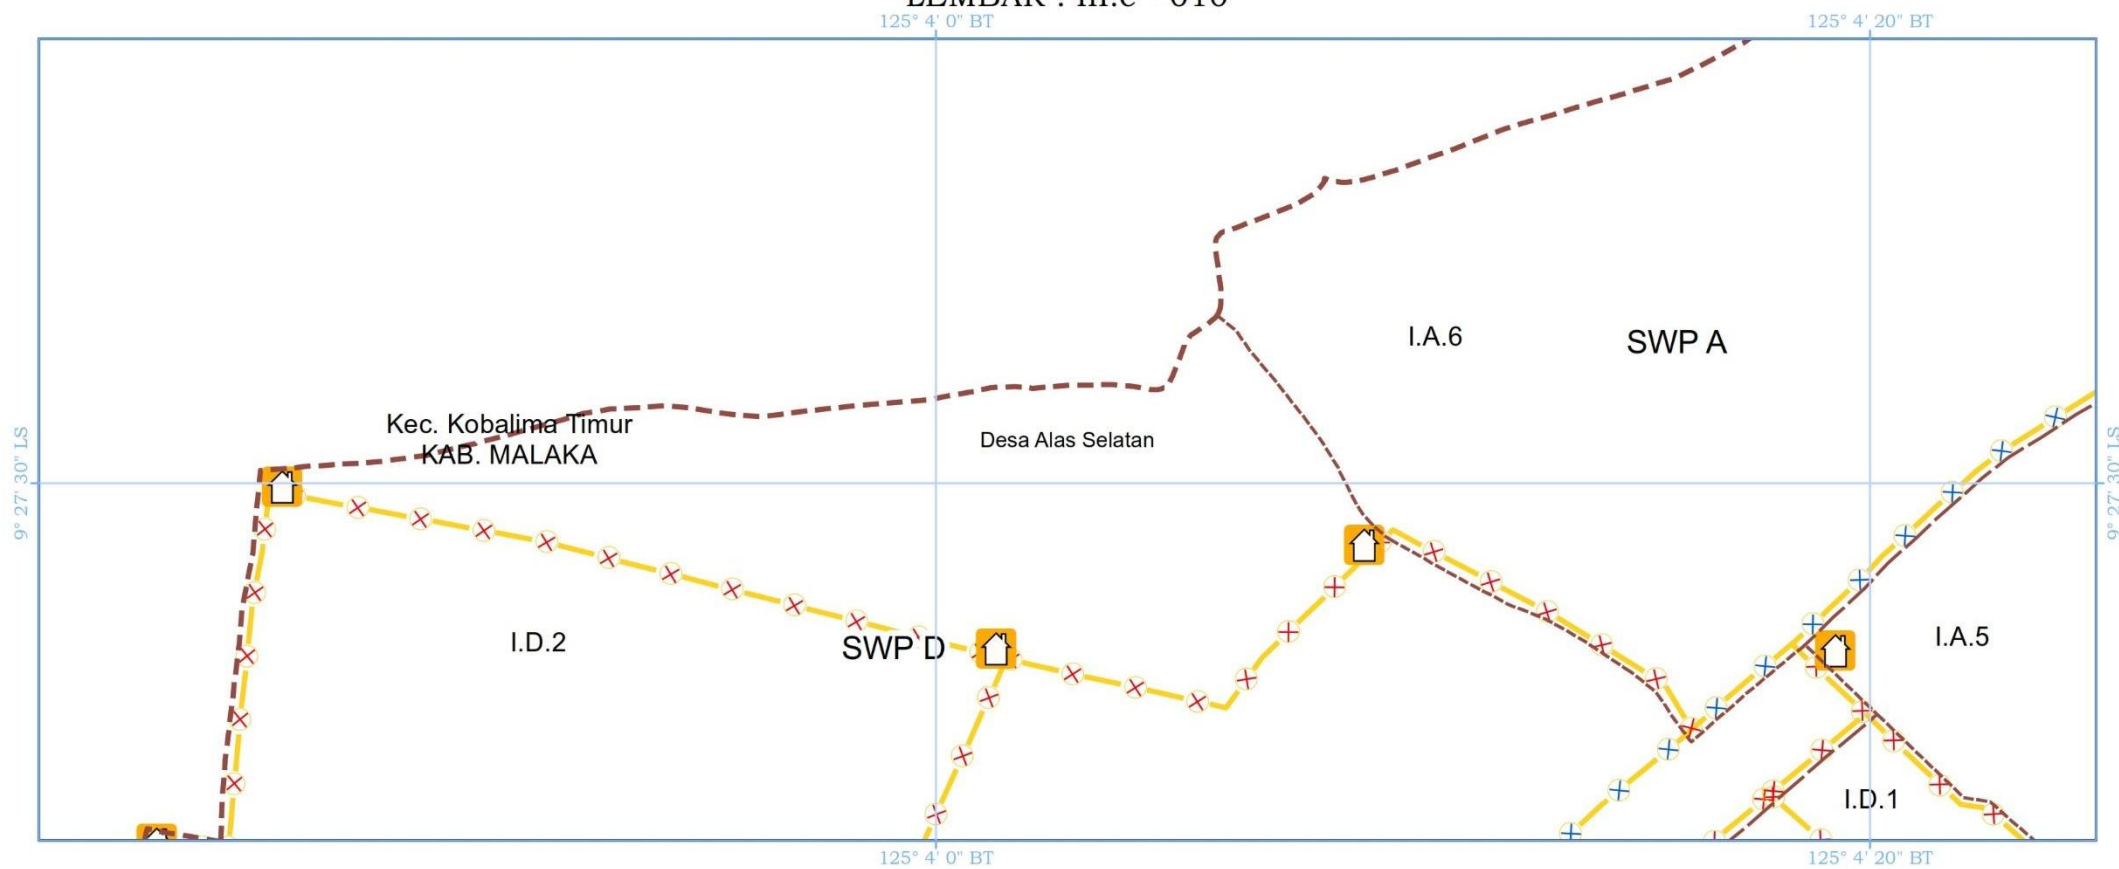 125° 4' 0" BT
125° 4' 20" BT
I.A.6
SWP A
Kec. Kobalima Timur
KAB. MALAKA
Desa Alas Selatan
9° 27' 30" LS
9° 27' 30" LS
I.D.2
SWP D
I.A.5
I.D.1
125° 4' 0" BT
125° 4' 20" BT